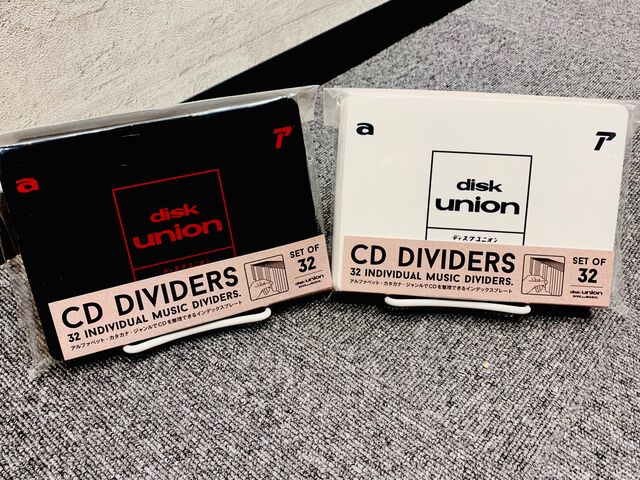 a
disk
union
CD DIVIDERS
32 INDIVIDUAL MUSIC DIVIDERS.
アルファベット・カタカナ・ジャンルでCDを整理できるインデックスプレート
SET OF
32
disk union
a
ア
disk
union
ディスクユニオン
CD DIVIDERS
32 INDIVIDUAL MUSIC DIVIDERS.
アルファベット・カタカナ・ジャンルでCDを整理できるインデックスプレート
SET OF
32
disk union